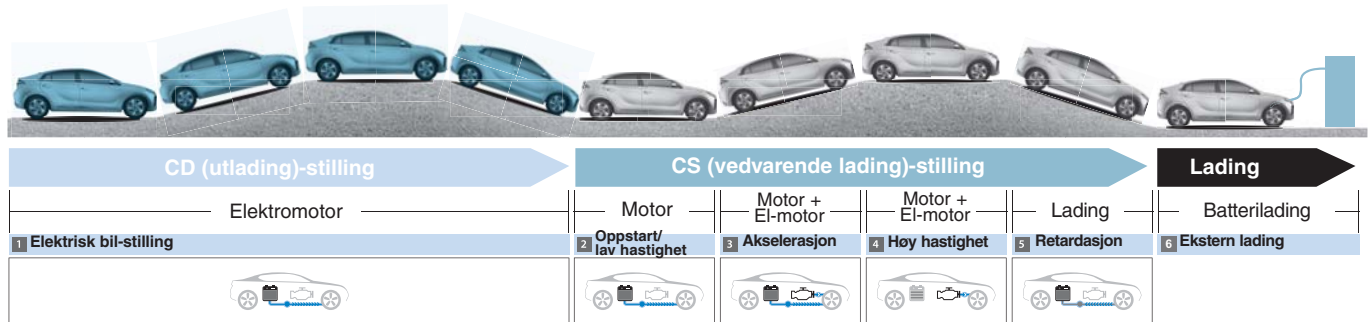 CD (utlading)-stilling
CS (vedvarende lading)-stilling
Lading
Elektromotor
Motor
Motor +
El-motor
Motor +
El-motor
Lading
Batterilading
1 Elektrisk bil-stilling
2 Oppstart/
lav hastighet
3 Akselerasjon
4 Høy hastighet
5 Retardasjon
6 Ekstern lading